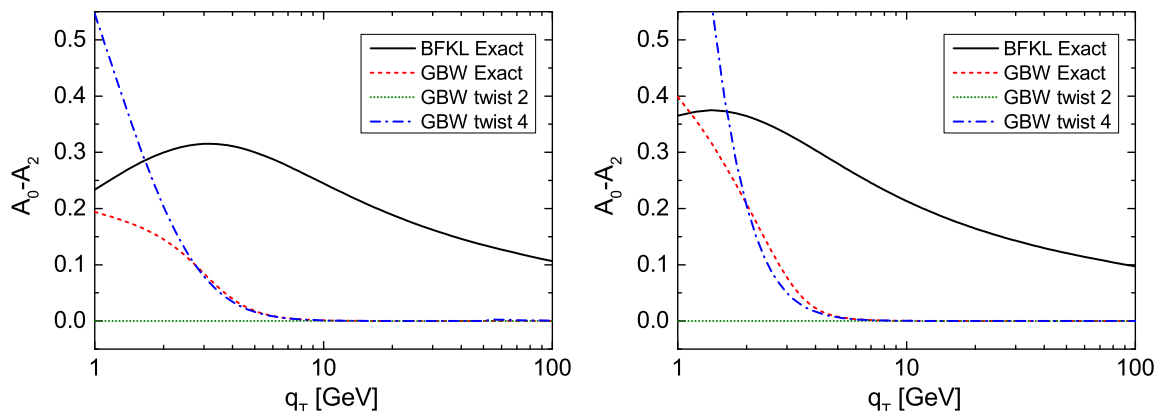 0.5
0.4
0.3
0.2
0.1
0.0
A₀-A₂
BFKL Exact
GBW Exact
GBW twist 2
GBW twist 4
1
10
100
q_T [GeV]
0.5
0.4
0.3
0.2
0.1
0.0
A₀-A₂
BFKL Exact
GBW Exact
GBW twist 2
GBW twist 4
1
10
100
q_T [GeV]